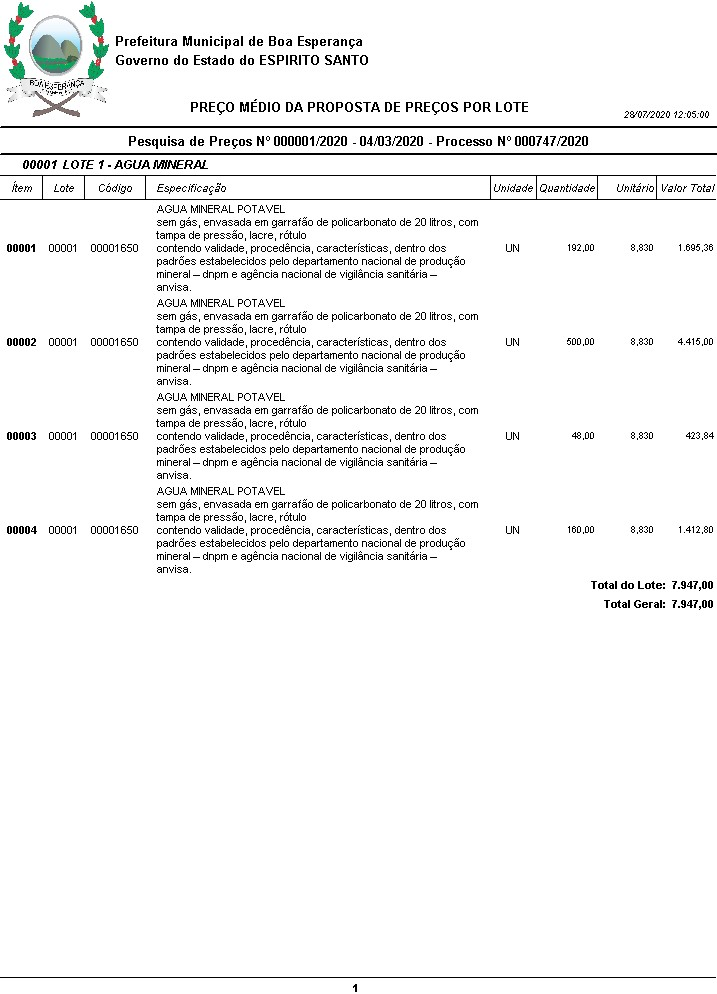 BOA ESPERANÇA
Prefeitura Municipal de Boa Esperança
Governo do Estado do ESPIRITO SANTO
PREÇO MÉDIO DA PROPOSTA DE PREÇOS POR LOTE
28/07/2020 12:05:00
Pesquisa de Preços Nº 000001/2020 - 04/03/2020 - Processo Nº 000747/2020
00001 LOTE 1 - AGUA MINERAL
Ítem Lote Código Especificação Unidade Quantidade Unitário Valor Total
AGUA MINERAL POTAVEL
sem gás, envasada em garrafão de policarbonato de 20 litros, com
tampa de pressão, lacre, rótulo
00001 00001 00001650 contendo validade, procedência, característicos, dentro dos UN 192,00 8,830 1.695,36
padrões estabelecidos pelo departamento nacional de produção
mineral – dnpm e agência nacional de vigilância sanitária –
anvisa.
AGUA MINERAL POTAVEL
sem gás, envasada em garrafão de policarbonato de 20 litros, com
tampa de pressão, lacre, rótulo
00002 00001 00001650 contendo validade, procedência, característicos, dentro dos UN 500,00 8,830 4.415,00
padrões estabelecidos pelo departamento nacional de produção
mineral – dnpm e agência nacional de vigilância sanitária –
anvisa.
AGUA MINERAL POTAVEL
sem gás, envasada em garrafão de policarbonato de 20 litros, com
tampa de pressão, lacre, rótulo
00003 00001 00001650 contendo validade, procedência, característicos, dentro dos UN 48,00 8,830 423,84
padrões estabelecidos pelo departamento nacional de produção
mineral – dnpm e agência nacional de vigilância sanitária –
anvisa.
AGUA MINERAL POTAVEL
sem gás, envasada em garrafão de policarbonato de 20 litros, com
tampa de pressão, lacre, rótulo
00004 00001 00001650 contendo validade, procedência, característicos, dentro dos UN 160,00 8,830 1.412,80
padrões estabelecidos pelo departamento nacional de produção
mineral – dnpm e agência nacional de vigilância sanitária –
anvisa.
Total do Lote: 7.947,00
Total Geral: 7.947,00
1